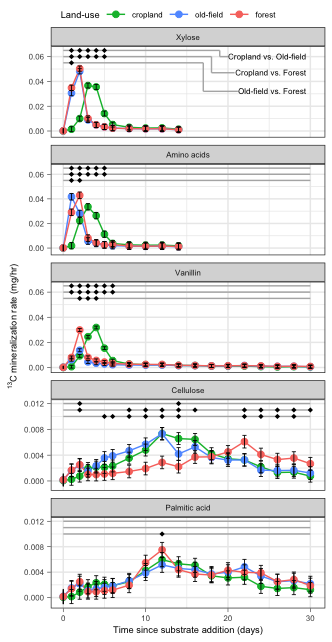 Land-use cropland old-field forest
Xylose
0.06
0.04
0.02
0.00
Cropland vs. Old-field
Cropland vs. Forest
Old-field vs. Forest
Amino acids
0.06
0.04
0.02
0.00
Vanillin
0.06
0.04
0.02
0.00
Cellulose
0.012
0.008
0.004
0.000
Palmitic acid
0.012
0.008
0.004
0.000
0 10 20 30
Time since substrate addition (days)
¹³C mineralization rate (mg/hr)